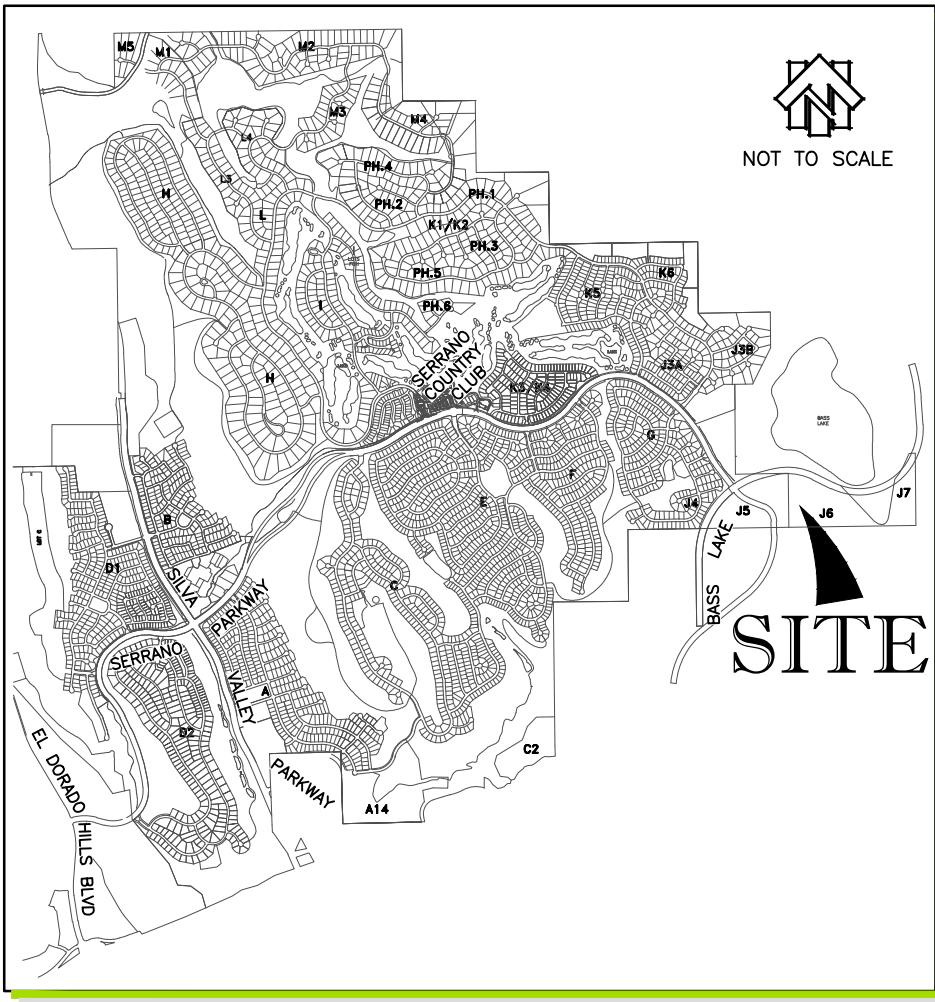 M5
M1
M2
M3
M4
NOT TO SCALE
L4
PH.4
L3
H
PH.2
PH.1
L
K1/K2
PH.3
PH.5
K6
K5
I
PH.6
SERRANO
COUNTRY
CLUB
J3B
J3A
H
K3/K4
BASS
LAKE
G
F
E
J4
J5
J6
J7
B
D1
C
BASS LAKE
SITE
SILVA
VALLEY
PARKWAY
SERRANO
PARKWAY
A
D2
C2
A14
EL DORADO
HILLS BLVD